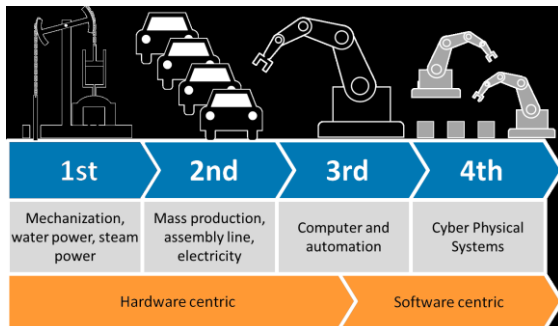 1st
2nd
3rd
4th
Mechanization,
water power, steam
power
Mass production,
assembly line,
electricity
Computer and
automation
Cyber Physical
Systems
Hardware centric
Software centric